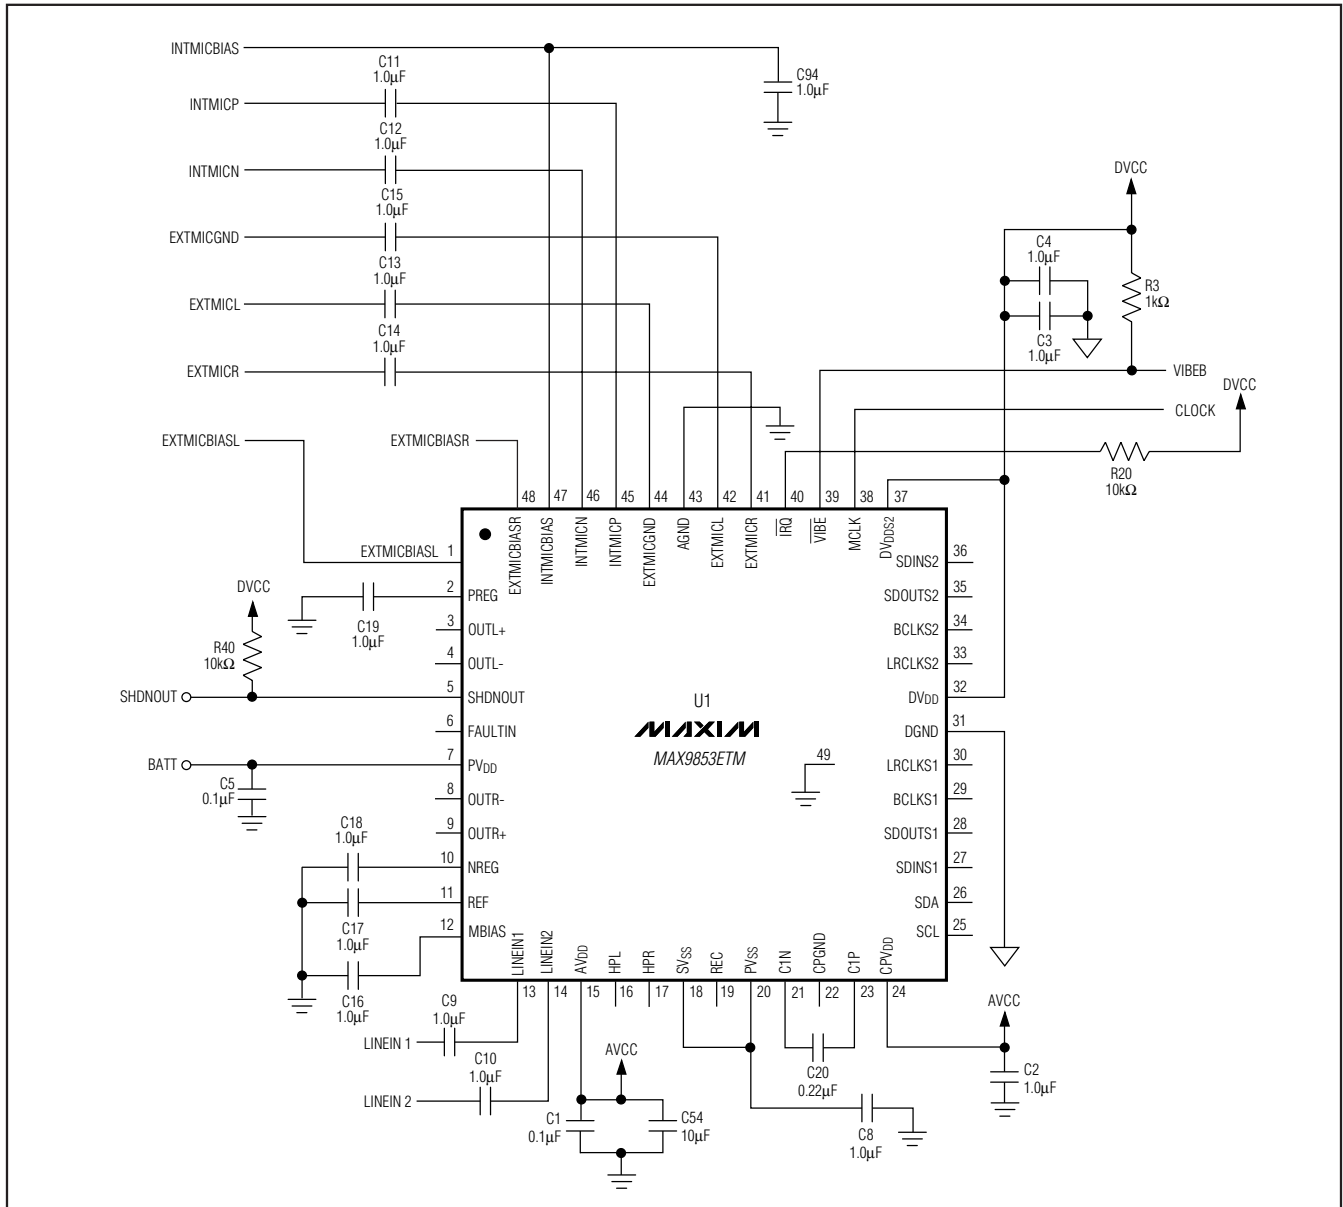 INTMICBIAS
C11
1.0µF
C94
1.0µF
INTMICP
C12
1.0µF
INTMICN
C15
1.0µF
DVCC
EXTMICGND
C4
1.0µF
C13
1.0µF
R3
1kΩ
EXTMICL
C14
1.0µF
C3
1.0µF
EXTMICR
VIBEB
DVCC
CLOCK
EXTMICBIASL
EXTMICBIASR
R20
10kΩ
48
47
46
45
44
43
42
41
40
39
38
37
EXTMICBIASR
INTMICBIAS
INTMICN
INTMICP
EXTMICGND
AGND
EXTMICL
EXTMICR
IRQ
VIBE
MCLK
DVDDS2
EXTMICBIASL 1
2 PREG
3 OUTL+
4 OUTL-
5 SHDNOUT
6 FAULTIN
7 PVDD
8 OUTR-
9 OUTR+
10 NREG
11 REF
12 MBIAS
DVCC
C19
1.0µF
R40
10kΩ
SHDNOUT
BATT
C5
0.1µF
C18
1.0µF
C17
1.0µF
C16
1.0µF
U1
MAXIM
MAX9853ETM
49
SDINS2 36
SDOUTS2 35
BCLKS2 34
LRCLKS2 33
DVDD 32
DGND 31
LRCLKS1 30
BCLKS1 29
SDOUTS1 28
SDINS1 27
SDA 26
SCL 25
LINEIN1
LINEIN2
AVDD
HPL
HPR
SVSS
REC
PVSS
C1N
CPGND
C1P
CPVDD
13
14
15
16
17
18
19
20
21
22
23
24
C9
1.0µF
LINEIN 1
C10
1.0µF
LINEIN 2
AVCC
C1
0.1µF
C54
10µF
C20
0.22µF
C8
1.0µF
AVCC
C2
1.0µF